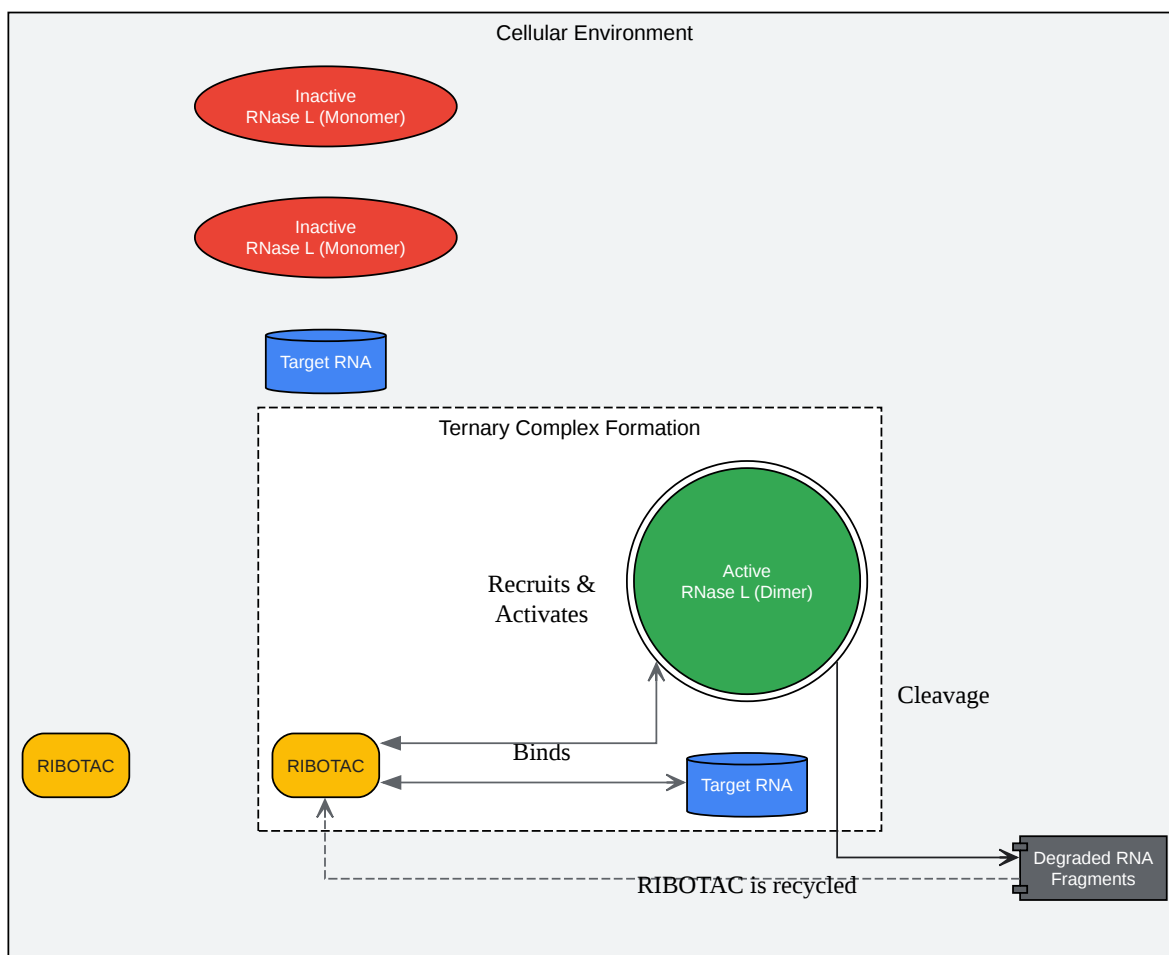 Cellular Environment
Inactive
RNase L (Monomer)
Inactive
RNase L (Monomer)
Target RNA
Ternary Complex Formation
Active
RNase L (Dimer)
Recruits &
Activates
Cleavage
RIBOTAC
RIBOTAC
Binds
Target RNA
Degraded RNA
Fragments
RIBOTAC is recycled